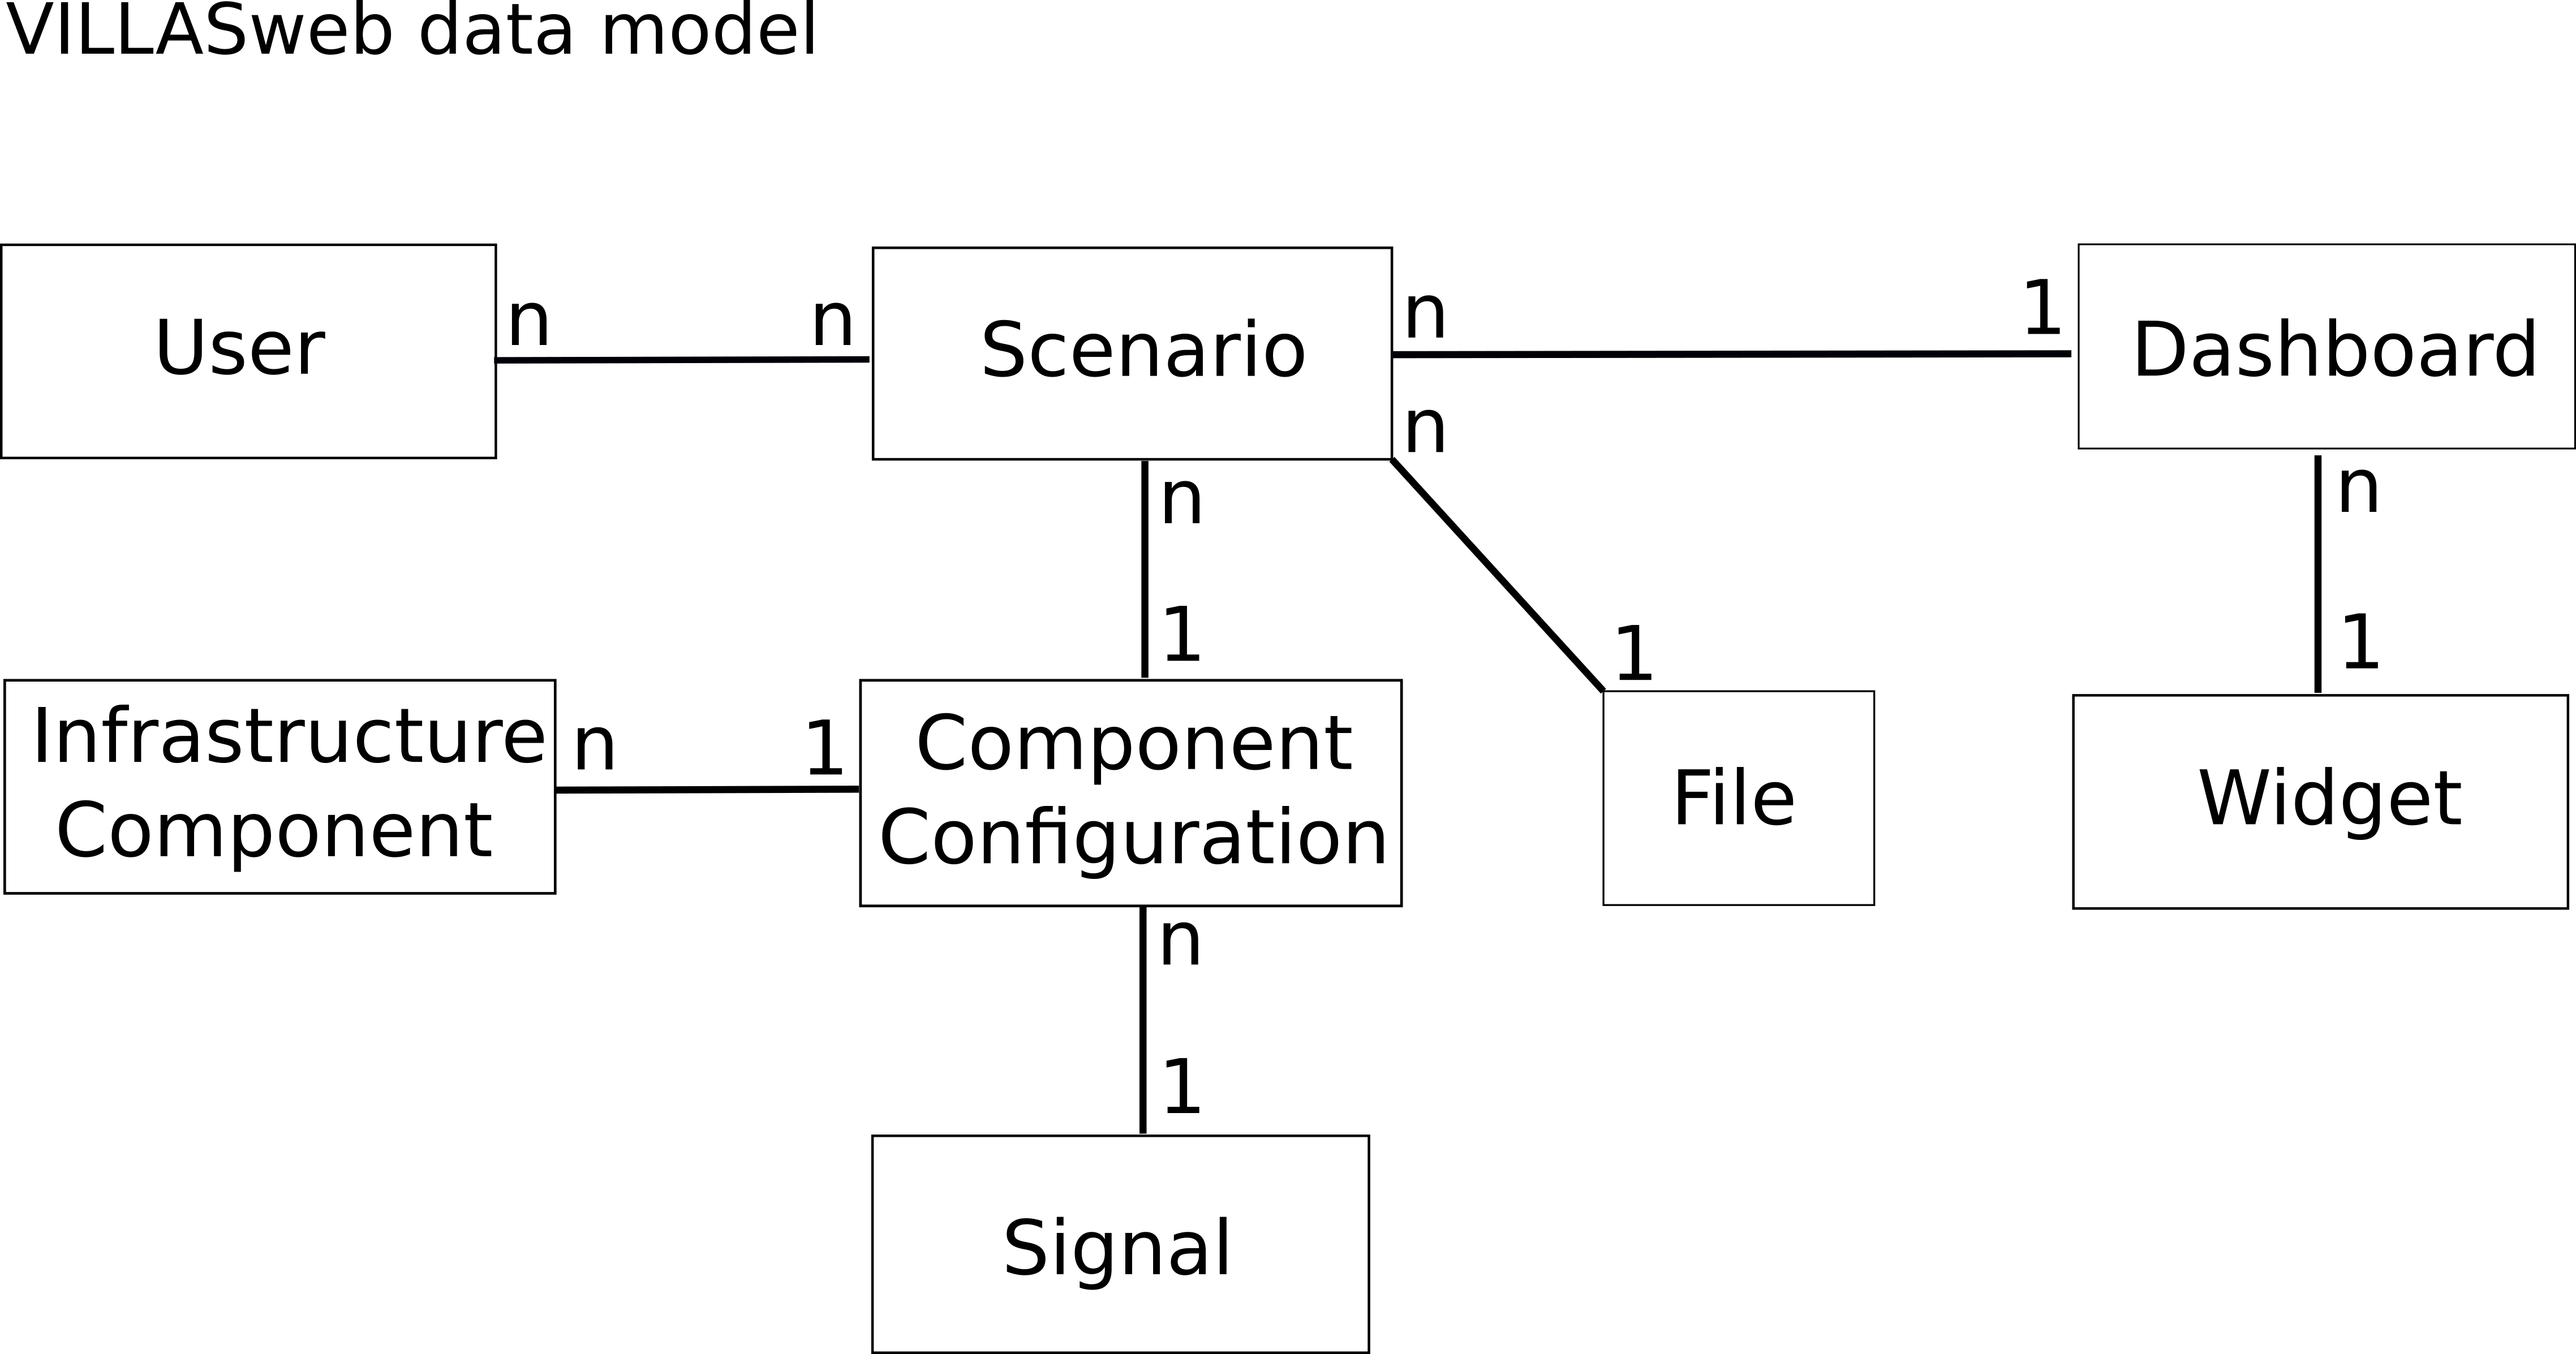 VILLASweb data model
User
n
n
Scenario
n
1
Dashboard
n
n
1
n
1
1
Infrastructure
Component
n
1
Component
Configuration
File
Widget
n
1
Signal